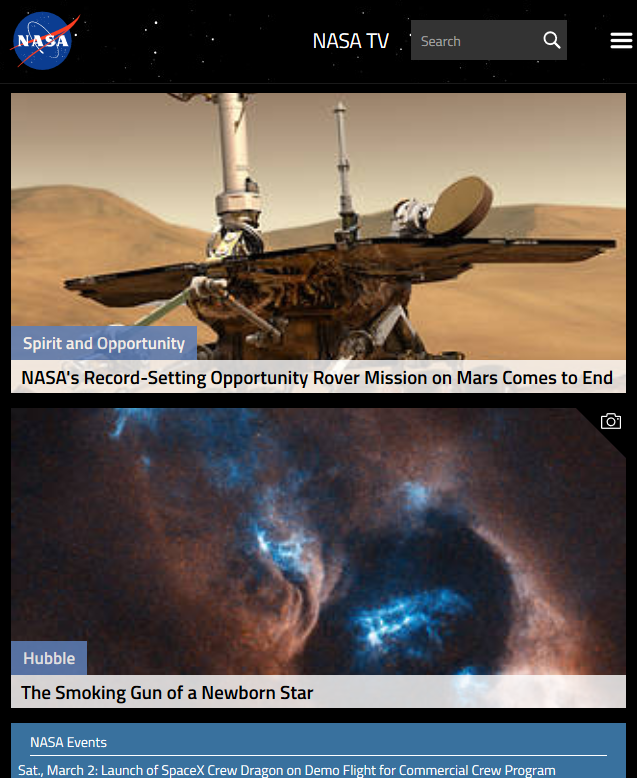 NASA
NASA TV
Search
Spirit and Opportunity
NASA's Record-Setting Opportunity Rover Mission on Mars Comes to End
Hubble
The Smoking Gun of a Newborn Star
NASA Events
Sat., March 2: Launch of SpaceX Crew Dragon on Demo Flight for Commercial Crew Program